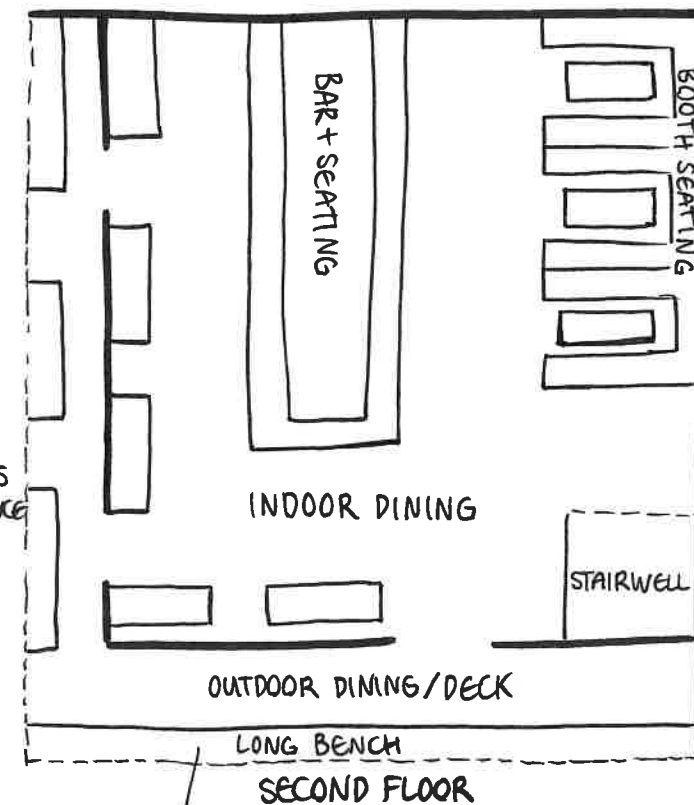 BAR + SEATING
BOOTH SEATING
INDOOR DINING
STAIRWELL
OUTDOOR DINING/DECK
LONG BENCH
SECOND FLOOR